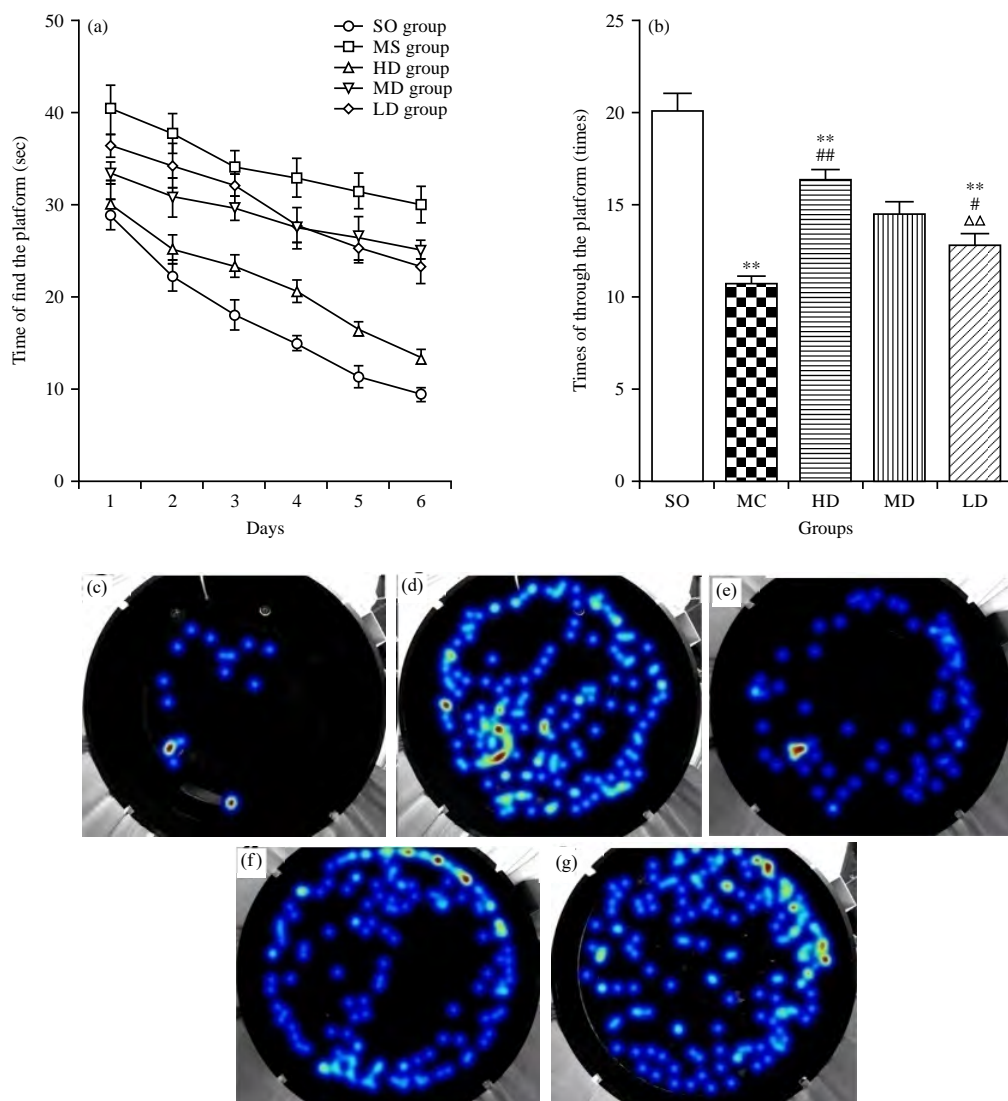 (a)
50
40
30
20
10
0
Time of find the platform (sec)
1 2 3 4 5 6
Days
SO group
MS group
HD group
MD group
LD group
(b)
25
20
15
10
5
0
Times of through the platform (times)
**
**
##
**
#
ΔΔ
SO MC HD MD LD
Groups
(c)
(d)
(e)
(f)
(g)